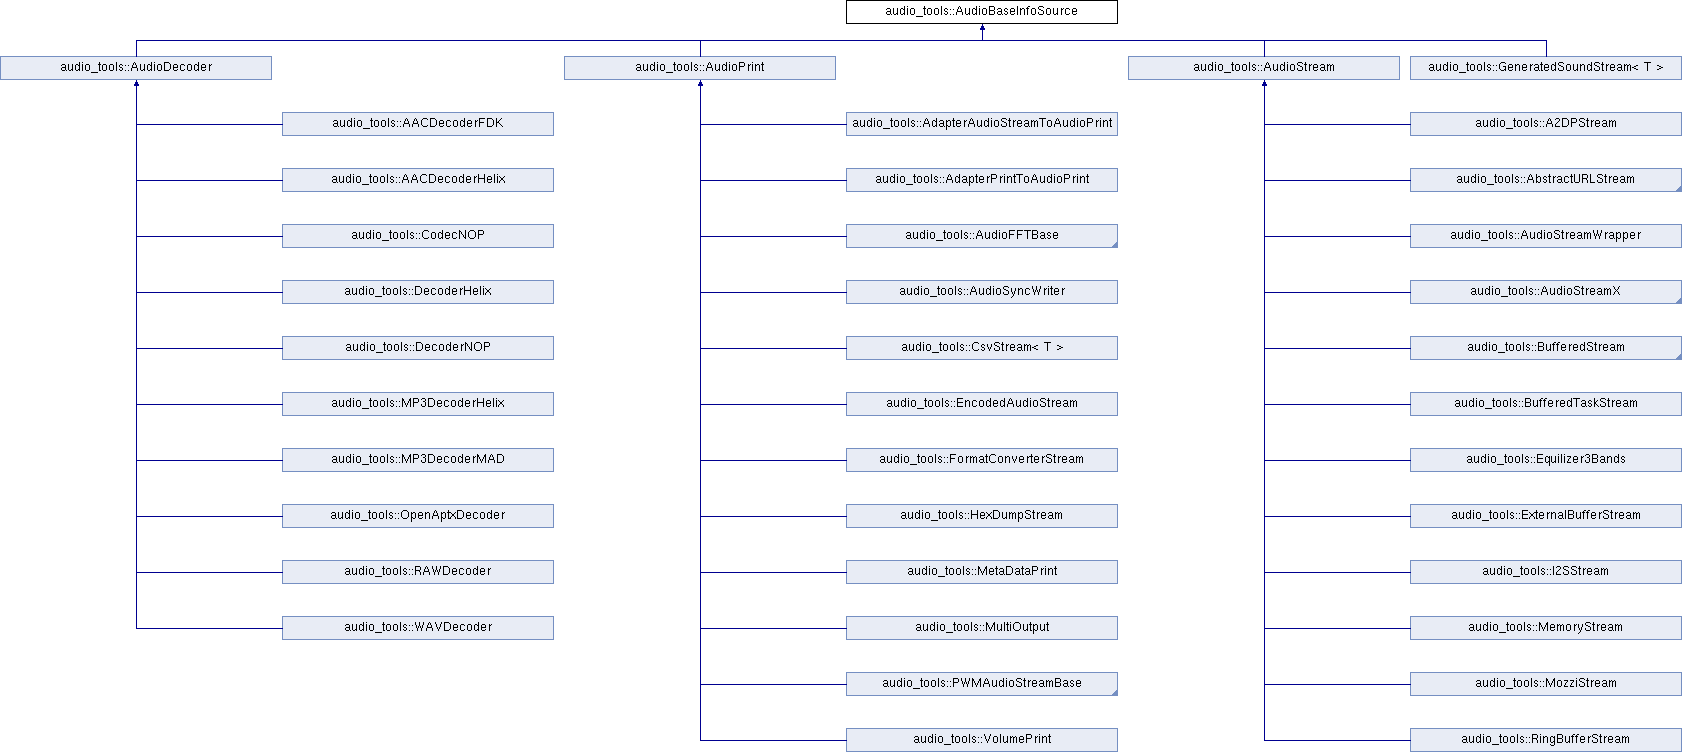 audio_tools::AudioBaseInfoSource
audio_tools::AudioDecoder
audio_tools::AudioPrint
audio_tools::AudioStream
audio_tools::GeneratedSoundStream< T >
audio_tools::AACDecoderFDK
audio_tools::AdapterAudioStreamToAudioPrint
audio_tools::A2DPStream
audio_tools::AACDecoderHelix
audio_tools::AdapterPrintToAudioPrint
audio_tools::AbstractURLStream
audio_tools::CodecNOP
audio_tools::AudioFFTBase
audio_tools::AudioStreamWrapper
audio_tools::DecoderHelix
audio_tools::AudioSyncWriter
audio_tools::AudioStreamX
audio_tools::DecoderNOP
audio_tools::CsvStream< T >
audio_tools::BufferedStream
audio_tools::MP3DecoderHelix
audio_tools::EncodedAudioStream
audio_tools::BufferedTaskStream
audio_tools::MP3DecoderMAD
audio_tools::FormatConverterStream
audio_tools::Equilizer3Bands
audio_tools::OpenAptxDecoder
audio_tools::HexDumpStream
audio_tools::ExternalBufferStream
audio_tools::RAWDecoder
audio_tools::MetaDataPrint
audio_tools::I2SStream
audio_tools::WAVDecoder
audio_tools::MultiOutput
audio_tools::MemoryStream
audio_tools::PWMAudioStreamBase
audio_tools::MozziStream
audio_tools::VolumePrint
audio_tools::RingBufferStream